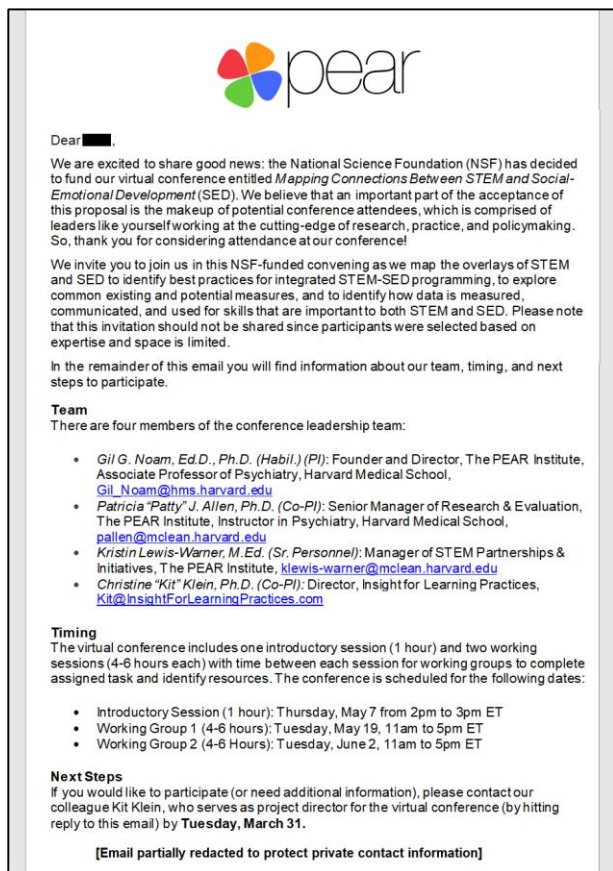 pear
Dear ,
We are excited to share good news: the National Science Foundation (NSF) has decided
to fund our virtual conference entitled Mapping Connections Between STEM and Social-
Emotional Development (SED). We believe that an important part of the acceptance of
this proposal is the makeup of potential conference attendees, which is comprised of
leaders like yourself working at the cutting-edge of research, practice, and policymaking.
So, thank you for considering attendance at our conference!
We invite you to join us in this NSF-funded convening as we map the overlays of STEM
and SED to identify best practices for integrated STEM-SED programming, to explore
common existing and potential measures, and to identify how data is measured,
communicated, and used for skills that are important to both STEM and SED. Please note
that this invitation should not be shared since participants were selected based on
expertise and space is limited.
In the remainder of this email you will find information about our team, timing, and next
steps to participate.
Team
There are four members of the conference leadership team:
• Gil G. Noam, Ed.D., Ph.D. (Habil.) (PI): Founder and Director, The PEAR Institute,
Associate Professor of Psychiatry, Harvard Medical School,
Gil_Noam@hms.harvard.edu
• Patricia “Patty” J. Allen, Ph.D. (Co-PI): Senior Manager of Research & Evaluation,
The PEAR Institute, Instructor in Psychiatry, Harvard Medical School,
pallen@mclean.harvard.edu
• Kristin Lewis-Warner, M.Ed. (Sr. Personnel): Manager of STEM Partnerships &
Initiatives, The PEAR Institute, klewis-warner@mclean.harvard.edu
• Christine “Kit” Klein, Ph.D. (Co-PI): Director, Insight for Learning Practices,
Kit@InsightForLearningPractices.com
Timing
The virtual conference includes one introductory session (1 hour) and two working
sessions (4-6 hours each) with time between each session for working groups to complete
assigned task and identify resources. The conference is scheduled for the following dates:
• Introductory Session (1 hour): Thursday, May 7 from 2pm to 3pm ET
• Working Group 1 (4-6 hours): Tuesday, May 19, 11am to 5pm ET
• Working Group 2 (4-6 Hours): Tuesday, June 2, 11am to 5pm ET
Next Steps
If you would like to participate (or need additional information), please contact our
colleague Kit Klein, who serves as project director for the virtual conference (by hitting
reply to this email) by Tuesday, March 31.
[Email partially redacted to protect private contact information]